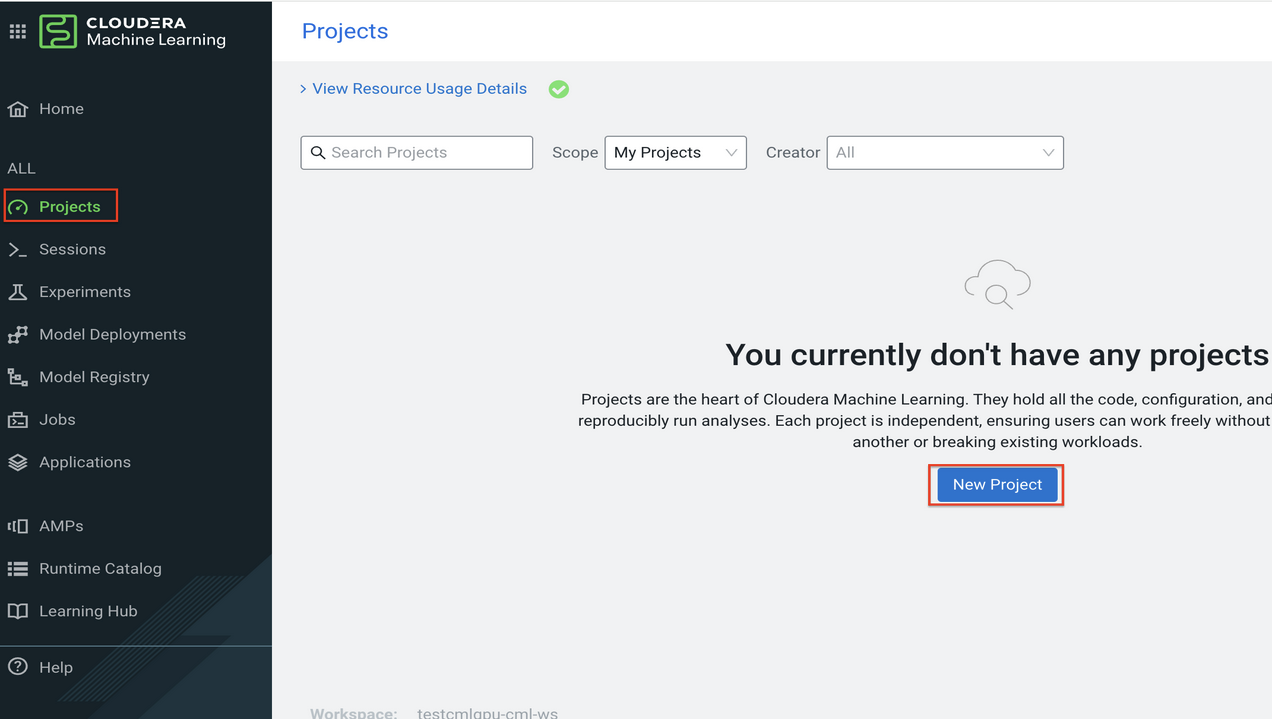 CLOUDERA
Machine Learning
Home
ALL
Projects
Sessions
Experiments
Model Deployments
Model Registry
Jobs
Applications
AMPs
Runtime Catalog
Learning Hub
Help
Projects
> View Resource Usage Details
Search Projects
Scope
My Projects
Creator
All
You currently don't have any projects
Projects are the heart of Cloudera Machine Learning. They hold all the code, configuration, and
reproducibly run analyses. Each project is independent, ensuring users can work freely without
another or breaking existing workloads.
New Project
Workspace: testcmlgpu-cml-ws